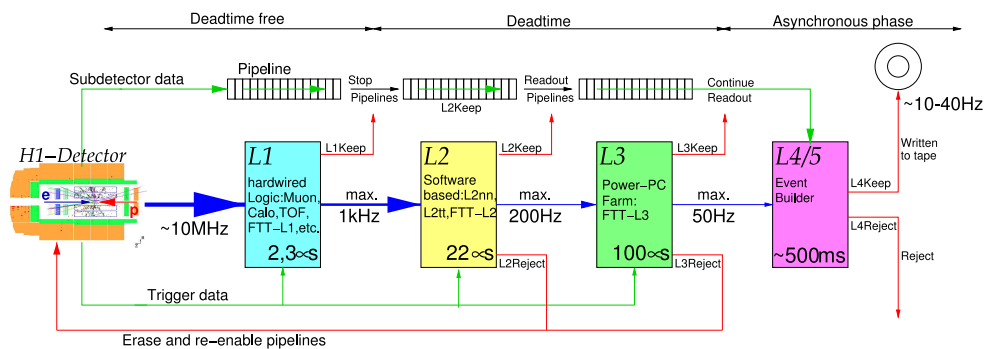 Deadtime free
Deadtime
Asynchronous phase
Subdetector data
Pipeline
Stop
Pipelines
L2Keep
Readout
Pipelines
Continue
Readout
~10-40Hz
H1-Detector
e
p
~10MHz
L1
hardwired
Logic:Muon,
Calo,TOF,
FTT-L1,etc.
2,3∝s
L1Keep
max.
1kHz
L2
Software
based:L2nn,
L2tt,FTT-L2
22∝s
L2Keep
L2Reject
max.
200Hz
L3
Power-PC
Farm:
FTT-L3
100∝s
L3Keep
L3Reject
max.
50Hz
L4/5
Event
Builder
~500ms
L4Keep
L4Reject
Written
to tape
Reject
Trigger data
Erase and re-enable pipelines